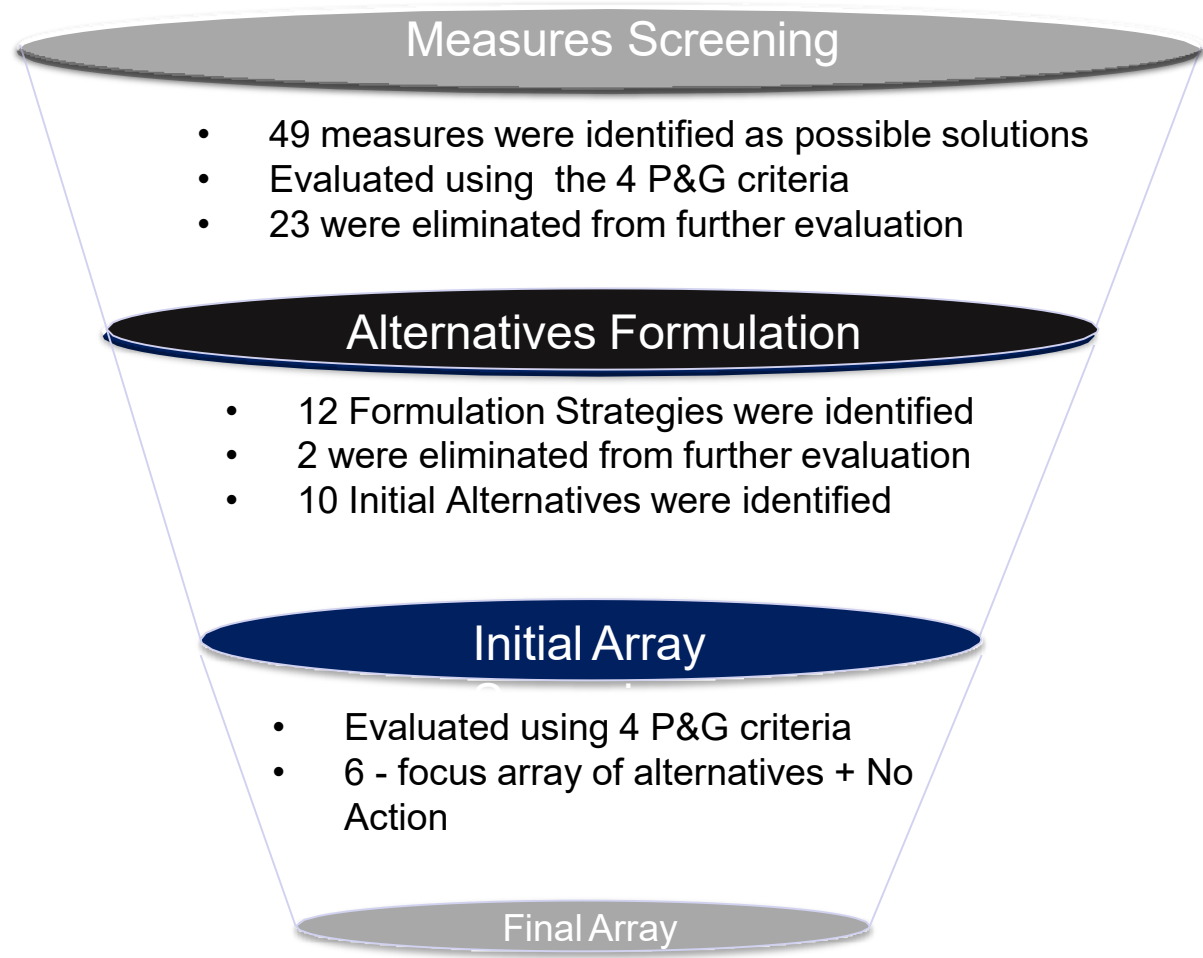 Measures Screening
• 49 measures were identified as possible solutions
• Evaluated using the 4 P&G criteria
• 23 were eliminated from further evaluation
Alternatives Formulation
• 12 Formulation Strategies were identified
• 2 were eliminated from further evaluation
• 10 Initial Alternatives were identified
Initial Array
• Evaluated using 4 P&G criteria
• 6 - focus array of alternatives + No
Action
Final Array